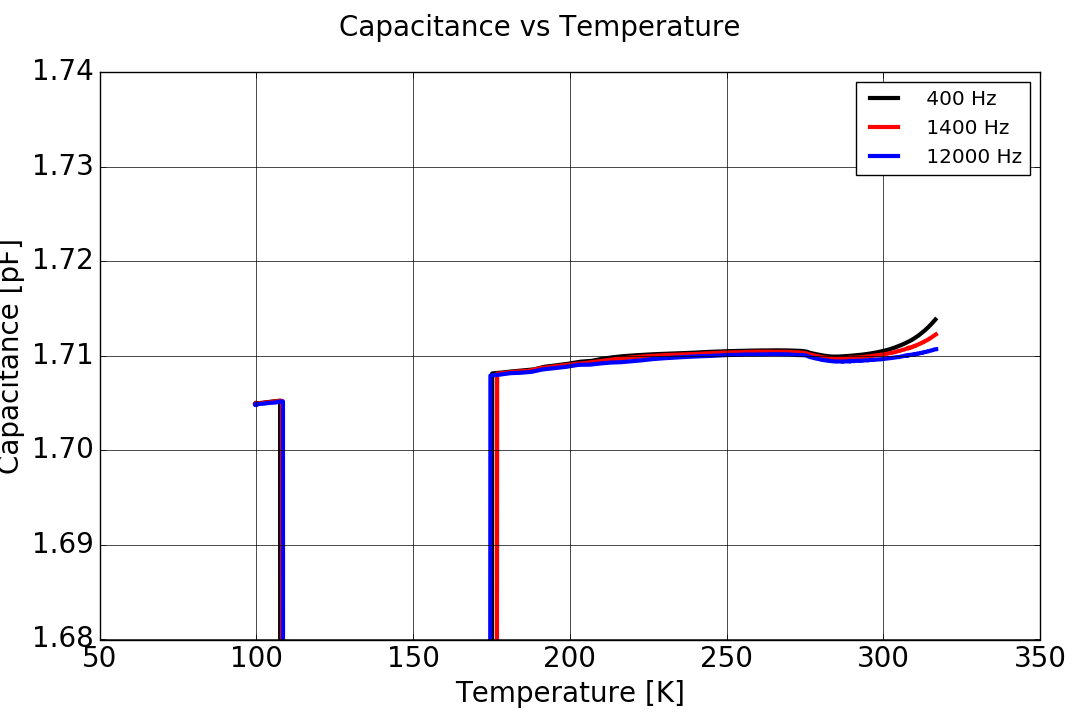 Capacitance vs Temperature
1.74
1.73
1.72
1.71
1.70
1.69
1.68
Capacitance [pF]
400 Hz
1400 Hz
12000 Hz
50 100 150 200 250 300 350
Temperature [K]